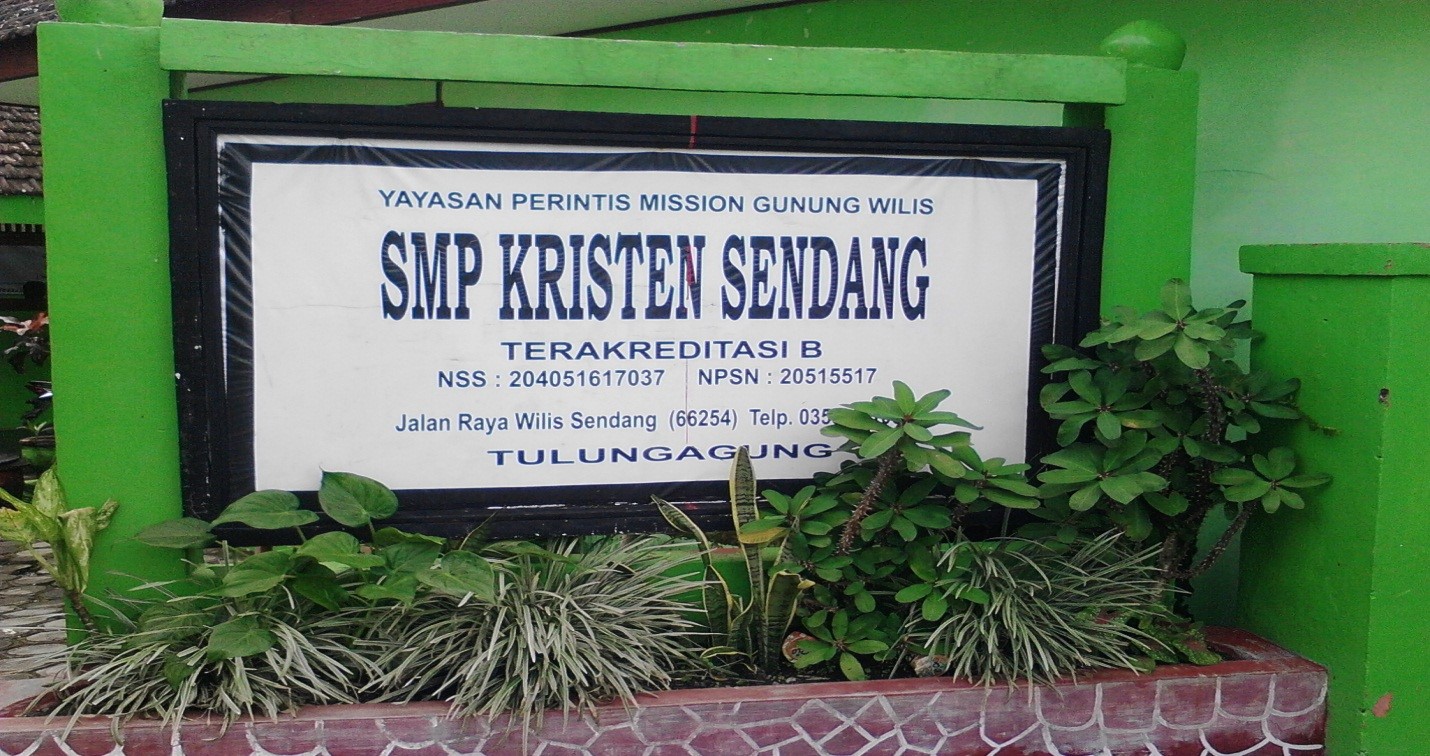 YAYASAN PERINTIS MISSION GUNUNG WILIS
SMP KRISTEN SENDANG
TERAKREDITASI B
NSS : 204051617037 NPSN : 20515517
Jalan Raya Wilis Sendang (66254) Telp.
TULUNGAGUNG